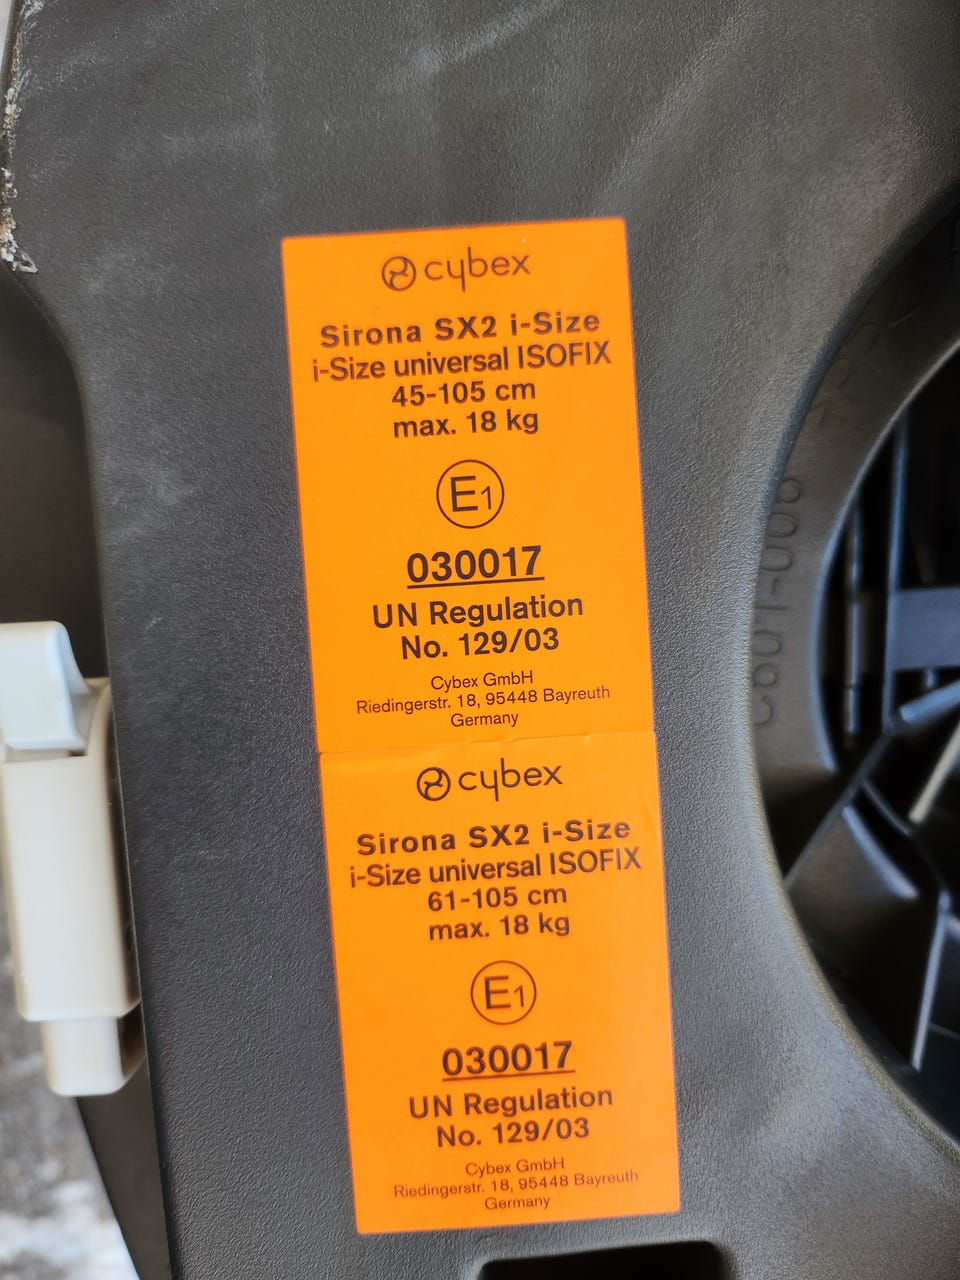 cybex
Sirona SX2 i-Size
i-Size universal ISOFIX
45-105 cm
max. 18 kg
E1
030017
UN Regulation
No. 129/03
Cybex GmbH
Riedingerstr. 18, 95448 Bayreuth
Germany
cybex
Sirona SX2 i-Size
i-Size universal ISOFIX
61-105 cm
max. 18 kg
E1
030017
UN Regulation
No. 129/03
Cybex GmbH
Riedingerstr. 18, 95448 Bayreuth
Germany